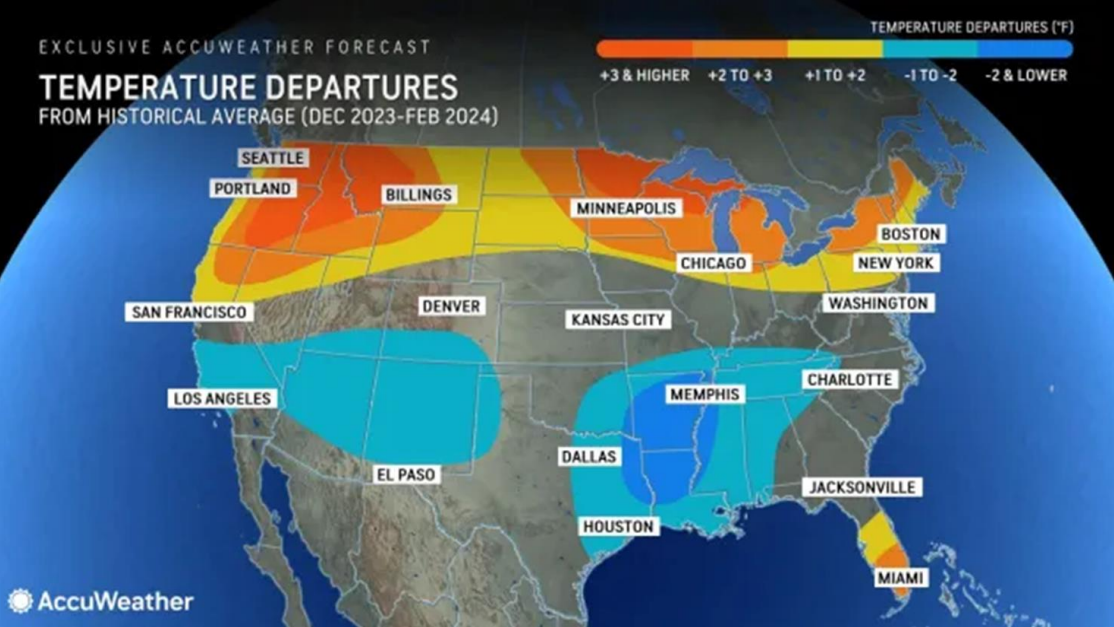 EXCLUSIVE ACCUWEATHER FORECAST
TEMPERATURE DEPARTURES
FROM HISTORICAL AVERAGE (DEC 2023-FEB 2024)
TEMPERATURE DEPARTURES (°F)
+3 & HIGHER +2 TO +3 +1 TO +2 -1 TO -2 -2 & LOWER
SEATTLE
PORTLAND
BILLINGS
MINNEAPOLIS
BOSTON
CHICAGO
NEW YORK
SAN FRANCISCO
DENVER
KANSAS CITY
WASHINGTON
LOS ANGELES
MEMPHIS
CHARLOTTE
EL PASO
DALLAS
JACKSONVILLE
HOUSTON
MIAMI
AccuWeather